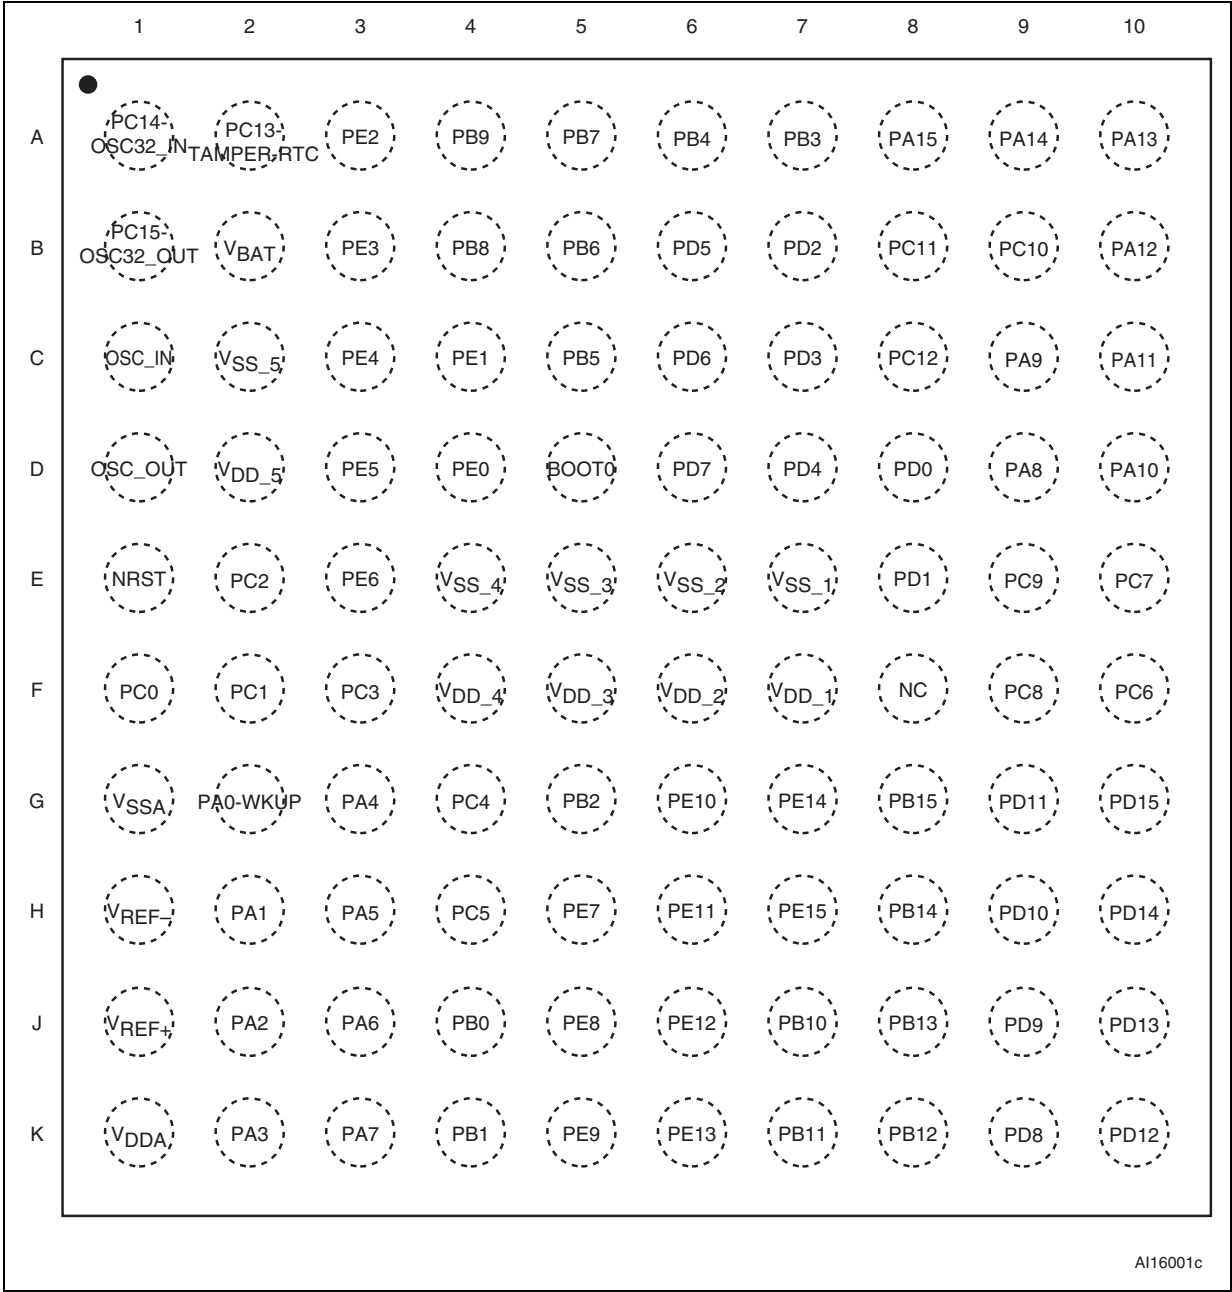 1 2 3 4 5 6 7 8 9 10
A PC14-OSC32_IN PC13-TAMPER-RTC PE2 PB9 PB7 PB4 PB3 PA15 PA14 PA13
B PC15-OSC32_OUT VBAT PE3 PB8 PB6 PD5 PD2 PC11 PC10 PA12
C OSC_IN VSS_5 PE4 PE1 PB5 PD6 PD3 PC12 PA9 PA11
D OSC_OUT VDD_5 PE5 PE0 BOOT0 PD7 PD4 PD0 PA8 PA10
E NRST PC2 PE6 VSS_4 VSS_3 VSS_2 VSS_1 PD1 PC9 PC7
F PC0 PC1 PC3 VDD_4 VDD_3 VDD_2 VDD_1 NC PC8 PC6
G VSSA PA0-WKUP PA4 PC4 PB2 PE10 PE14 PB15 PD11 PD15
H VREF– PA1 PA5 PC5 PE7 PE11 PE15 PB14 PD10 PD14
J VREF+ PA2 PA6 PB0 PE8 PE12 PB10 PB13 PD9 PD13
K VDDA PA3 PA7 PB1 PE9 PE13 PB11 PB12 PD8 PD12
AI16001c